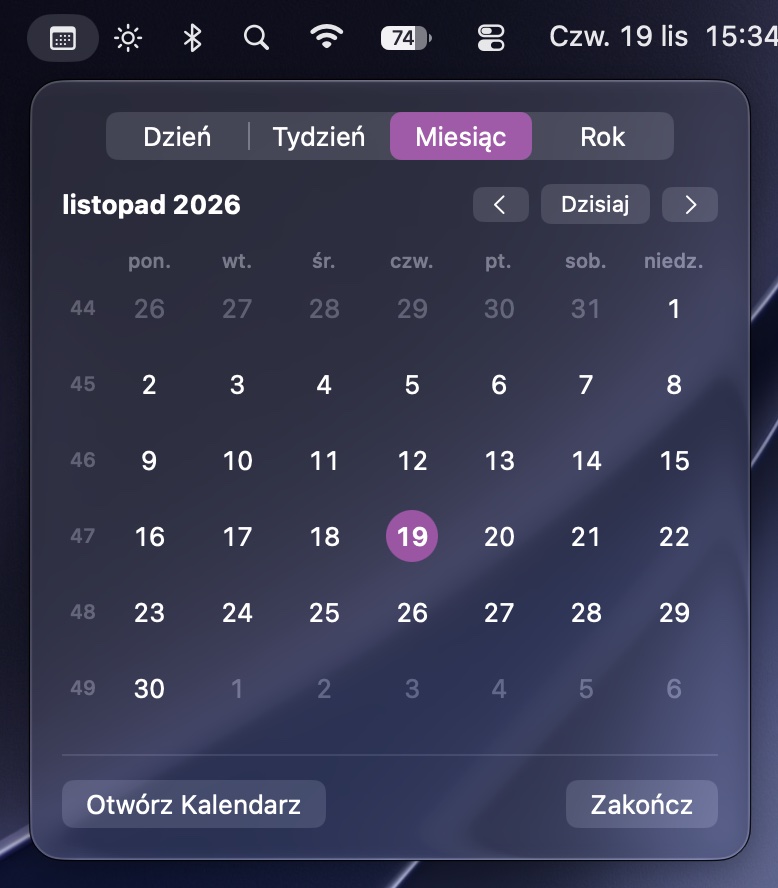 74 Czw. 19 lis 15:34
Dzień Tydzień Miesiąc Rok
listopad 2026 Dzisiaj
pon. wt. śr. czw. pt. sob. niedz.
44 26 27 28 29 30 31 1
45 2 3 4 5 6 7 8
46 9 10 11 12 13 14 15
47 16 17 18 19 20 21 22
48 23 24 25 26 27 28 29
49 30 1 2 3 4 5 6
Otwórz Kalendarz Zakończ